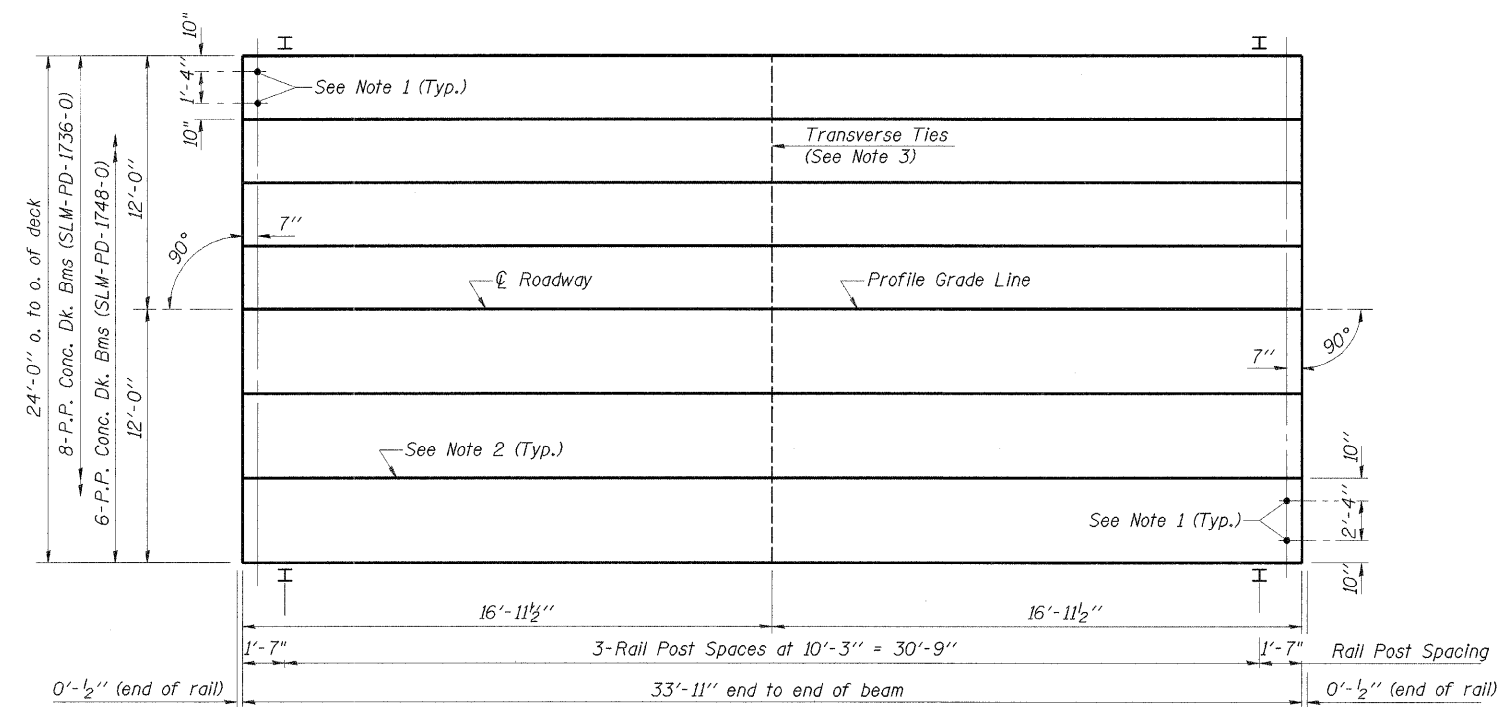 10"
1'-4"
10"
See Note 1 (Typ.)
Transverse Ties
(See Note 3)
24'-0" o. to o. of deck
8-P.P. Conc. Dk. Bms (SLM-PD-1736-0)
6-P.P. Conc. Dk. Bms (SLM-PD-1748-0)
12'-0"
12'-0"
90°
7"
℄ Roadway
Profile Grade Line
7"
90°
See Note 2 (Typ.)
10"
2'-4"
10"
See Note 1 (Typ.)
16'-11½"
16'-11½"
1'-7"
3-Rail Post Spaces at 10'-3" = 30'-9"
1'-7"
Rail Post Spacing
0'-½" (end of rail)
33'-11" end to end of beam
0'-½" (end of rail)